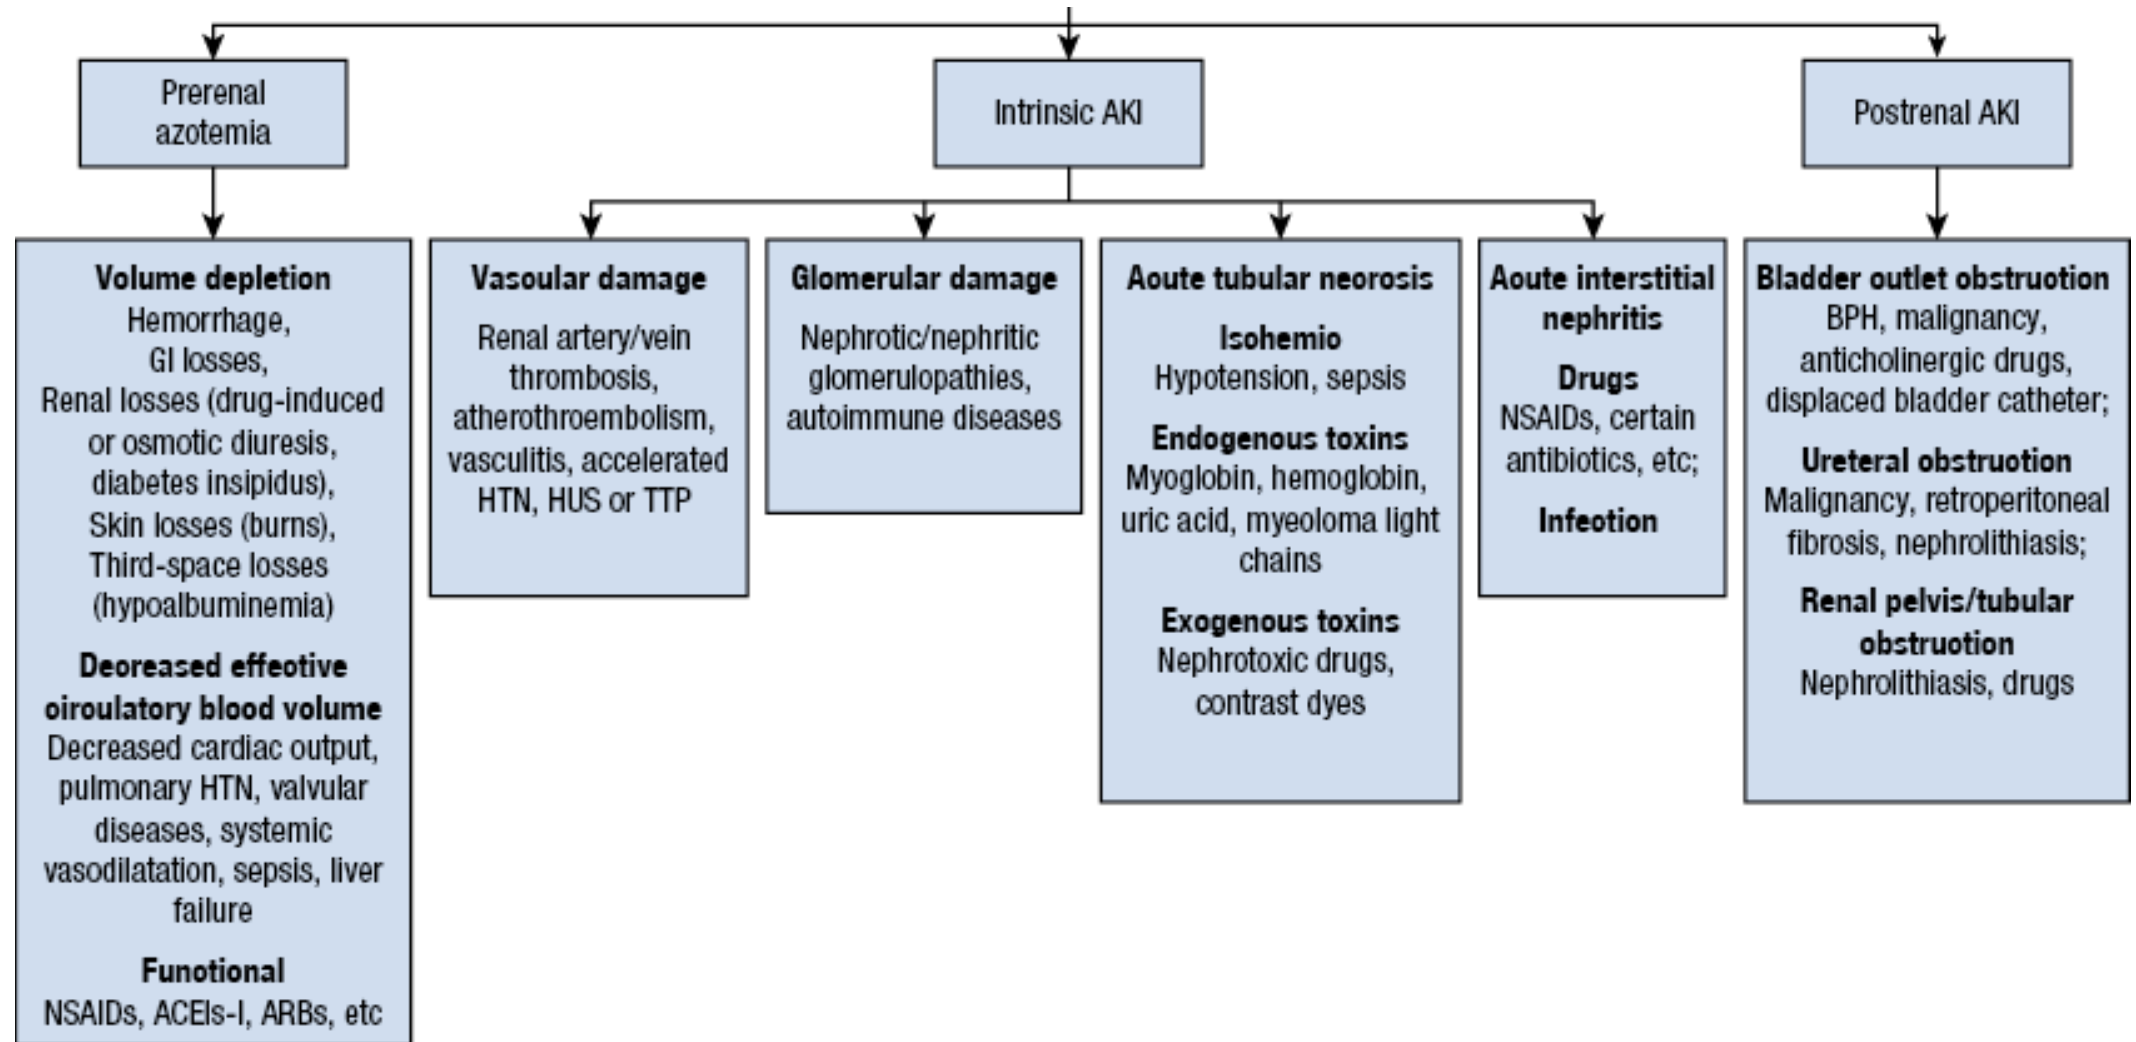 Prerenal
azotemia
Intrinsic AKI
Postrenal AKI
Volume depletion
Hemorrhage,
GI losses,
Renal losses (drug-induced
or osmotic diuresis,
diabetes insipidus),
Skin losses (burns),
Third-space losses
(hypoalbuminemia)
Deoreased effeotive
oiroulatory blood volume
Decreased cardiac output,
pulmonary HTN, valvular
diseases, systemic
vasodilatation, sepsis, liver
failure
Funotional
NSAIDs, ACEIs-I, ARBs, etc
Vasoular damage
Renal artery/vein
thrombosis,
atherothroembolism,
vasculitis, accelerated
HTN, HUS or TTP
Glomerular damage
Nephrotic/nephritic
glomerulopathies,
autoimmune diseases
Aoute tubular neorosis
Isohemio
Hypotension, sepsis
Endogenous toxins
Myoglobin, hemoglobin,
uric acid, myeoloma light
chains
Exogenous toxins
Nephrotoxic drugs,
contrast dyes
Aoute interstitial
nephritis
Drugs
NSAIDs, certain
antibiotics, etc;
Infeotion
Bladder outlet obstruotion
BPH, malignancy,
anticholinergic drugs,
displaced bladder catheter;
Ureteral obstruotion
Malignancy, retroperitoneal
fibrosis, nephrolithiasis;
Renal pelvis/tubular
obstruotion
Nephrolithiasis, drugs